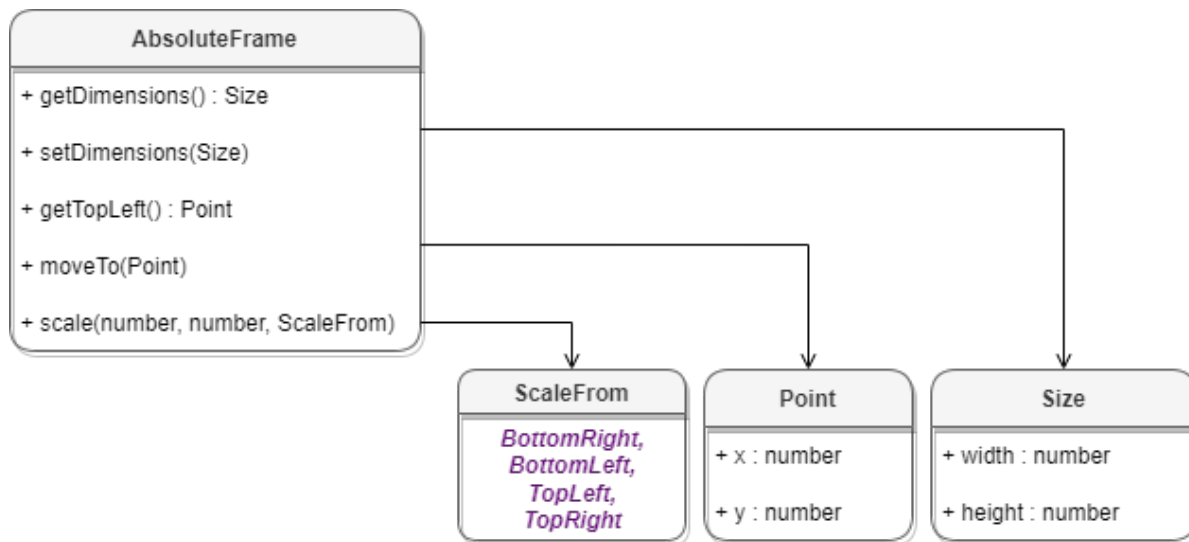 AbsoluteFrame
+ getDimensions() : Size
+ setDimensions(Size)
+ getTopLeft() : Point
+ moveTo(Point)
+ scale(number, number, ScaleFrom)
ScaleFrom
BottomRight,
BottomLeft,
TopLeft,
TopRight
Point
+ x : number
+ y : number
Size
+ width : number
+ height : number